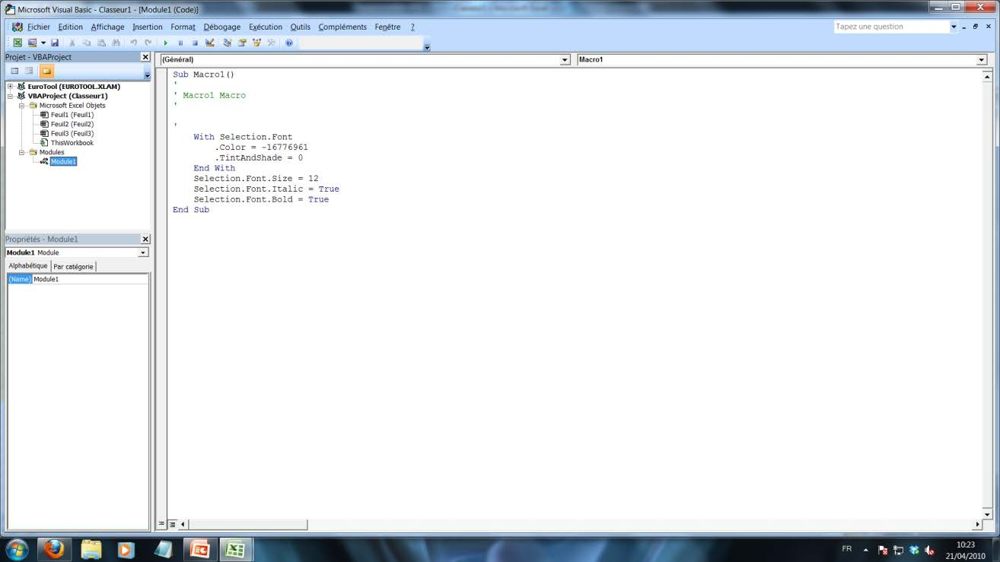 Microsoft Visual Basic - Classeur1 - [Module1 (Code)]
Fichier Edition Affichage Insertion Format Débogage Exécution Outils Compléments Fenêtre ?
Tapez une question
Projet - VBAProject
EuroTool (EUROTOOL.XLAM)
VBAProject (Classeur1)
Microsoft Excel Objets
Feuil1 (Feuil1)
Feuil2 (Feuil2)
Feuil3 (Feuil3)
ThisWorkbook
Modules
Module1
Propriétés - Module1
Module1 Module
Alphabétique Par catégorie
(Name) Module1
(Général) Macro1
Sub Macro1()
'
' Macro1 Macro
'
'
With Selection.Font
.Color = -16776961
.TintAndShade = 0
End With
Selection.Font.Size = 12
Selection.Font.Italic = True
Selection.Font.Bold = True
End Sub
FR
10:23
21/04/2010